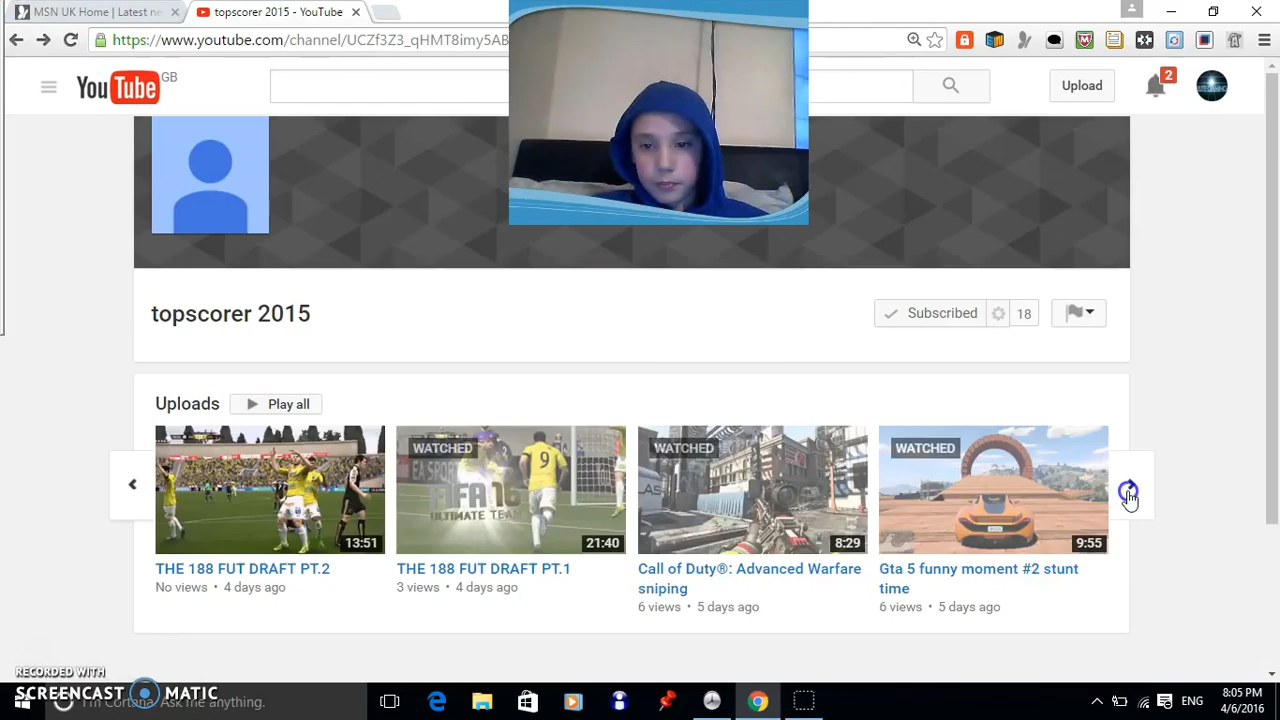 MSN UK Home | Latest ne
topscorer 2015 - YouTube
https://www.youtube.com/channel/UCZf3Z3_qHMT8imy5AB
YouTube GB
Upload
2
topscorer 2015
Subscribed 18
Uploads Play all
WATCHED WATCHED WATCHED
9
FIFA 16
ULTIMATE TEAM
13:51 21:40 8:29 9:55
THE 188 FUT DRAFT PT.2
No views • 4 days ago
THE 188 FUT DRAFT PT.1
3 views • 4 days ago
Call of Duty®: Advanced Warfare
sniping
6 views • 5 days ago
Gta 5 funny moment #2 stunt
time
6 views • 5 days ago
RECORDED WITH
SCREENCAST MATIC
I'm Cortana. Ask me anything.
ENG
8:05 PM
4/6/2016